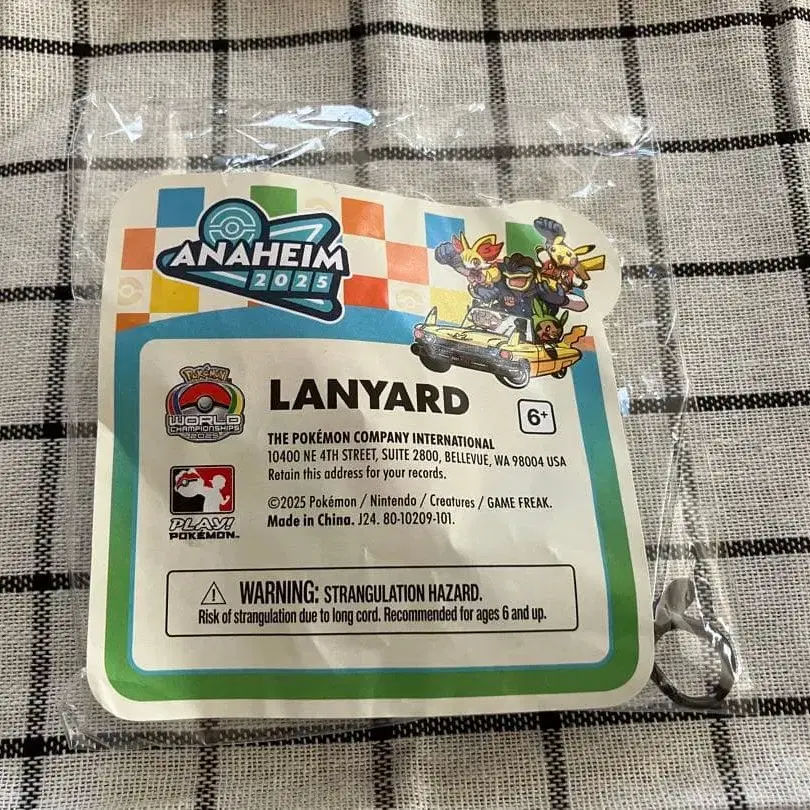 ANAHEIM
2025
POKÉMON
WORLD
CHAMPIONSHIPS
2025
LANYARD
6+
THE POKÉMON COMPANY INTERNATIONAL
10400 NE 4TH STREET, SUITE 2800, BELLEVUE, WA 98004 USA
Retain this address for your records.
©2025 Pokémon / Nintendo / Creatures / GAME FREAK.
Made in China. J24. 80-10209-101.
PLAY!
POKÉMON™
WARNING: STRANGULATION HAZARD.
Risk of strangulation due to long cord. Recommended for ages 6 and up.